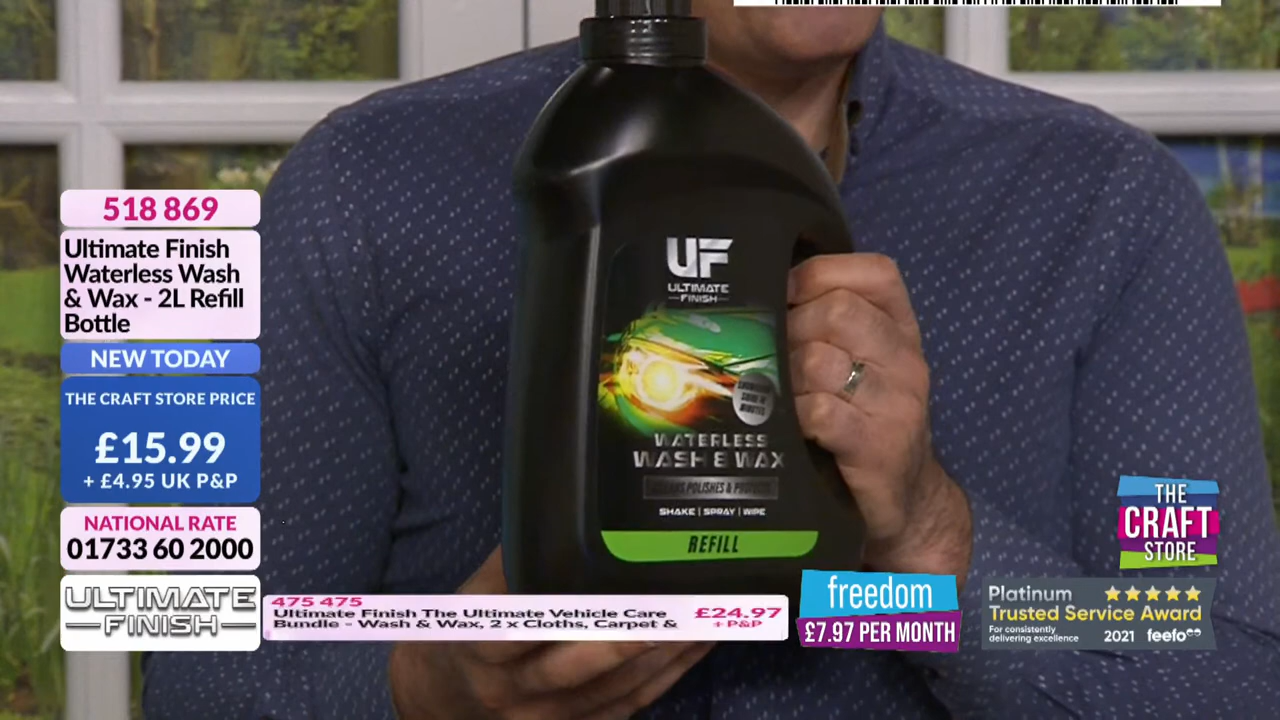 518 869
Ultimate Finish
Waterless Wash
& Wax - 2L Refill
Bottle
NEW TODAY
THE CRAFT STORE PRICE
£15.99
+ £4.95 UK P&P
NATIONAL RATE
01733 60 2000
ULTIMATE
FINISH
UF
ULTIMATE
FINISH
WATERLESS
WASH & WAX
POLISHES &
SHAKE | SPRAY | WIPE
REFILL
475 475
Ultimate Finish The Ultimate Vehicle Care
Bundle - Wash & Wax, 2 x Cloths, Carpet &
£24.97
+ P&P
freedom
£7.97 PER MONTH
THE
CRAFT
STORE
Platinum
Trusted Service Award
For consistently
delivering excellence
2021 feefo